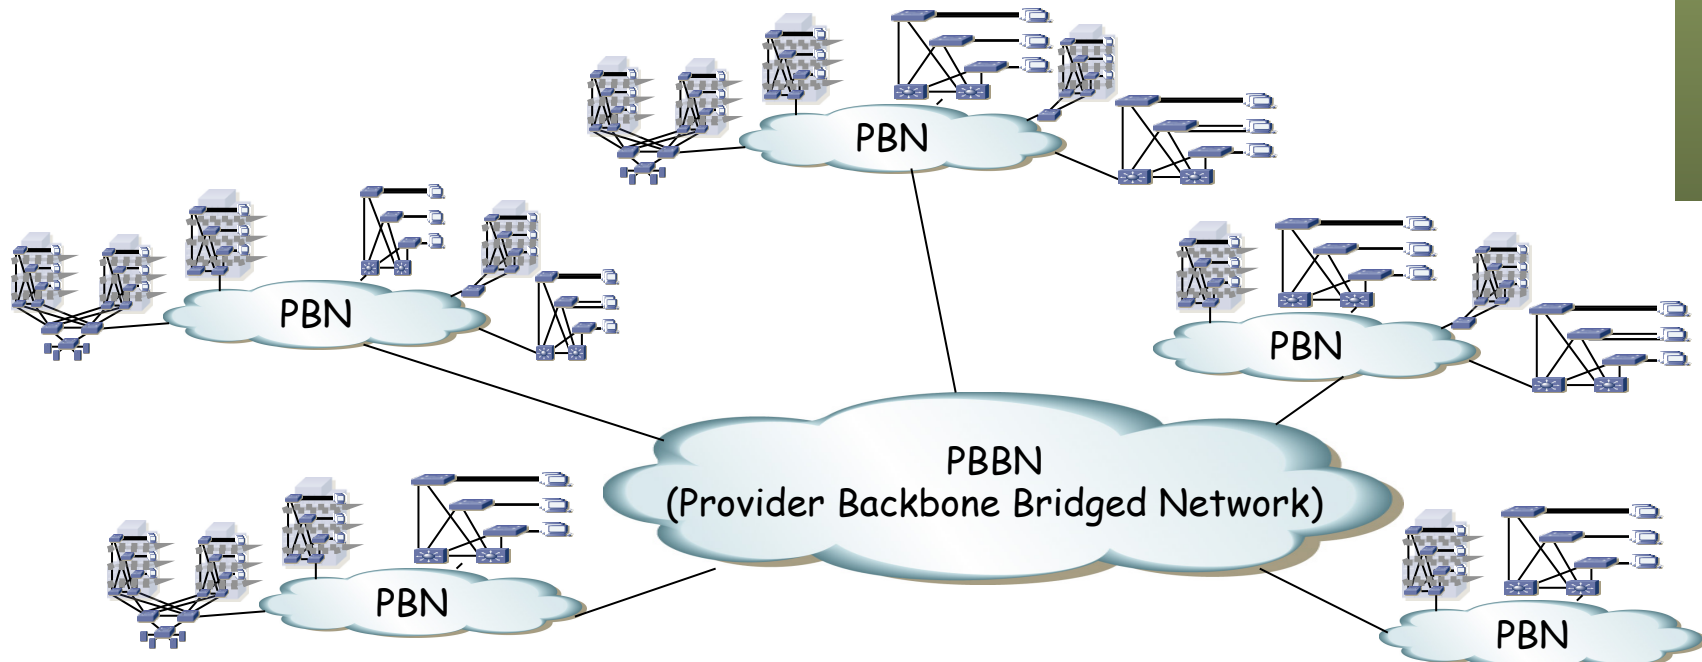 PBN
PBN
PBN
PBBN
(Provider Backbone Bridged Network)
PBN
PBN